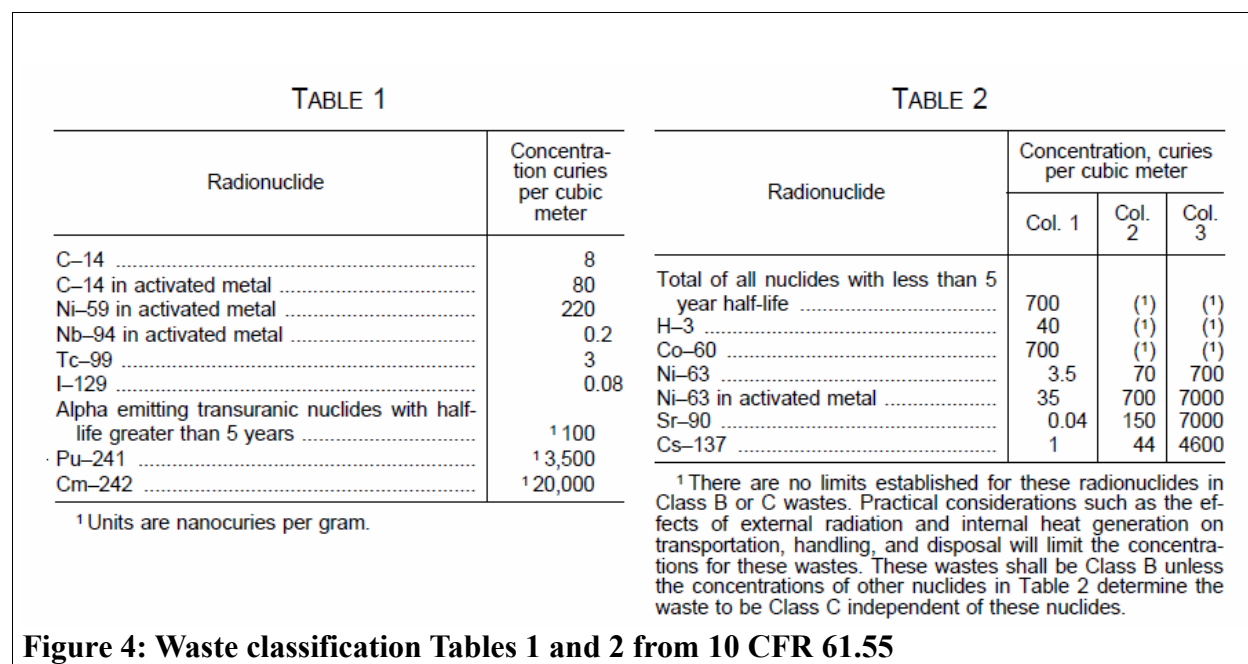 TABLE 1
Radionuclide
Concentra-
tion curies
per cubic
meter
C–14 ........ 8
C–14 in activated metal ........ 80
Ni–59 in activated metal ........ 220
Nb–94 in activated metal ........ 0.2
Tc–99 ........ 3
I–129 ........ 0.08
Alpha emitting transuranic nuclides with half-
life greater than 5 years ........ ¹ 100
Pu–241 ........ ¹ 3,500
Cm–242 ........ ¹ 20,000
¹ Units are nanocuries per gram.
TABLE 2
Radionuclide
Concentration, curies
per cubic meter
Col. 1
Col.
2
Col.
3
Total of all nuclides with less than 5
year half-life ........ 700 (¹) (¹)
H–3 ........ 40 (¹) (¹)
Co–60 ........ 700 (¹) (¹)
Ni–63 ........ 3.5 70 700
Ni–63 in activated metal ........ 35 700 7000
Sr–90 ........ 0.04 150 7000
Cs–137 ........ 1 44 4600
¹ There are no limits established for these radionuclides in
Class B or C wastes. Practical considerations such as the ef-
fects of external radiation and internal heat generation on
transportation, handling, and disposal will limit the concentra-
tions for these wastes. These wastes shall be Class B unless
the concentrations of other nuclides in Table 2 determine the
waste to be Class C independent of these nuclides.
Figure 4: Waste classification Tables 1 and 2 from 10 CFR 61.55